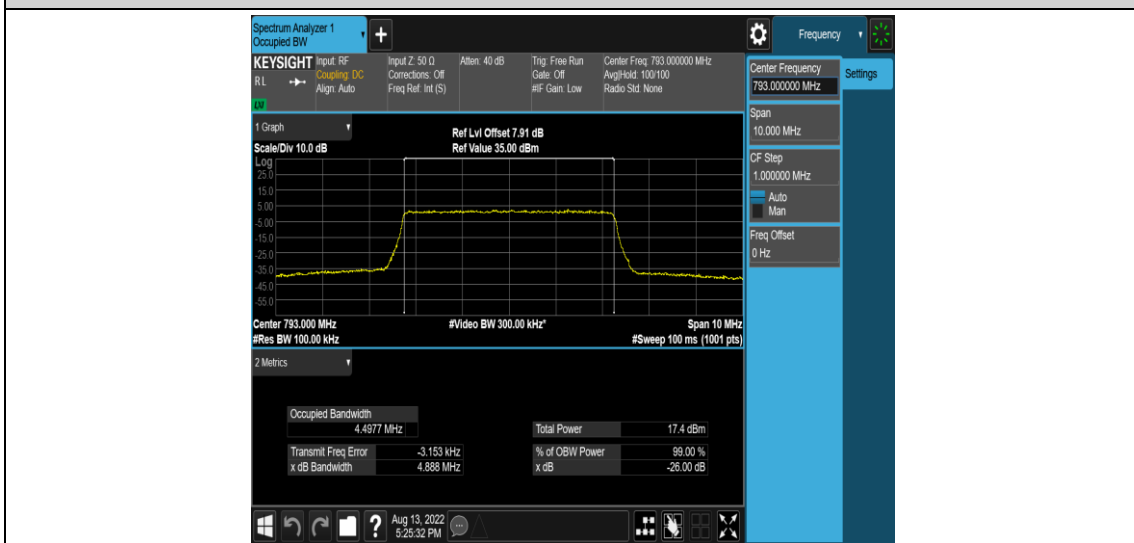 Spectrum Analyzer 1
Occupied BW
+
Frequency
KEYSIGHT
RL
LXI
Input: RF
Coupling: DC
Align: Auto
Input Z: 50 Ω
Corrections: Off
Freq Ref: Int (S)
Atten: 40 dB
Trig: Free Run
Gate: Off
#IF Gain: Low
Center Freq: 793.000000 MHz
Avg|Hold: 100/100
Radio Std: None
Center Frequency
793.000000 MHz
Settings
Span
10.000 MHz
CF Step
1.000000 MHz
Auto
Man
Freq Offset
0 Hz
1 Graph
Ref Lvl Offset 7.91 dB
Scale/Div 10.0 dB
Ref Value 35.00 dBm
Log
25.0
15.0
5.00
-5.00
-15.0
-25.0
-35.0
-45.0
-55.0
Center 793.000 MHz
#Video BW 300.00 kHz*
Span 10 MHz
#Res BW 100.00 kHz
#Sweep 100 ms (1001 pts)
2 Metrics
Occupied Bandwidth
4.4977 MHz
Total Power 17.4 dBm
Transmit Freq Error -3.153 kHz
% of OBW Power 99.00 %
x dB Bandwidth 4.888 MHz
x dB -26.00 dB
?
Aug 13, 2022
5:25:32 PM